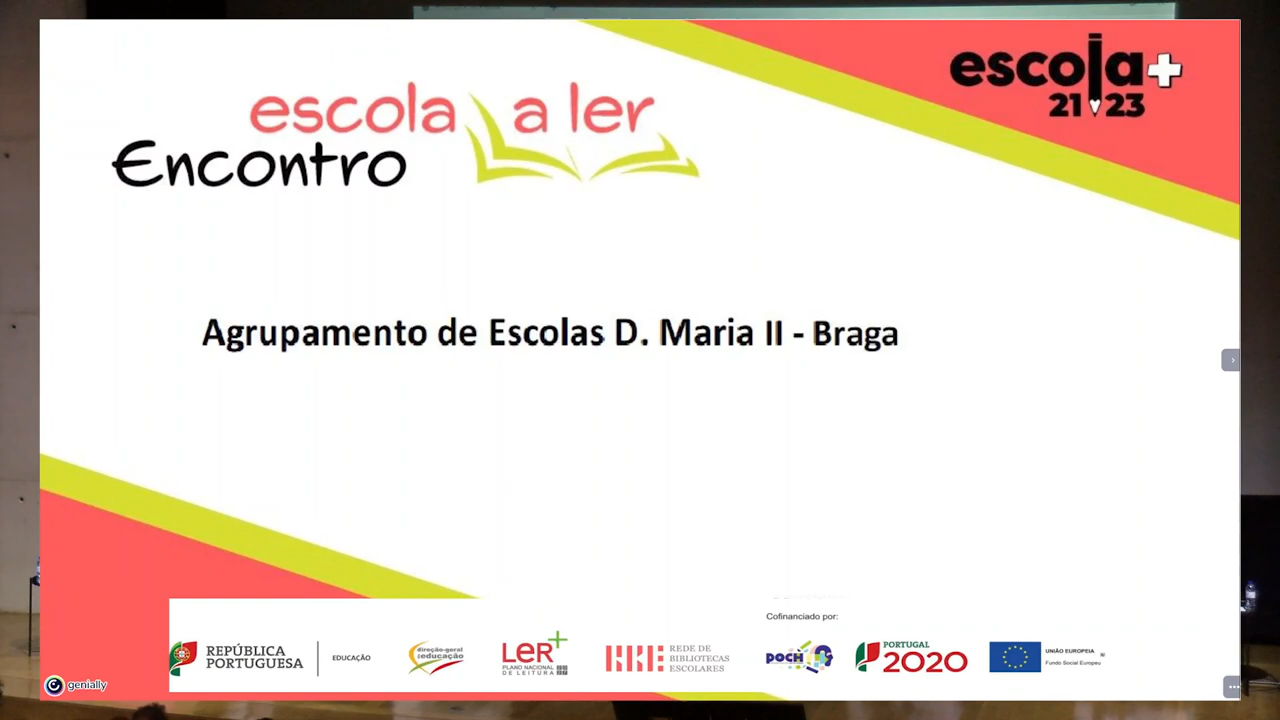 escola a ler
Encontro
escola+
21 23
Agrupamento de Escolas D. Maria II - Braga
Cofinanciado por:
REPÚBLICA
PORTUGUESA
EDUCAÇÃO
direção-geral
da educação
LER+
PLANO NACIONAL
DE LEITURA
REDE DE
BIBLIOTECAS
ESCOLARES
POCH
PORTUGAL
2020
UNIÃO EUROPEIA
Fundo Social Europeu
genially